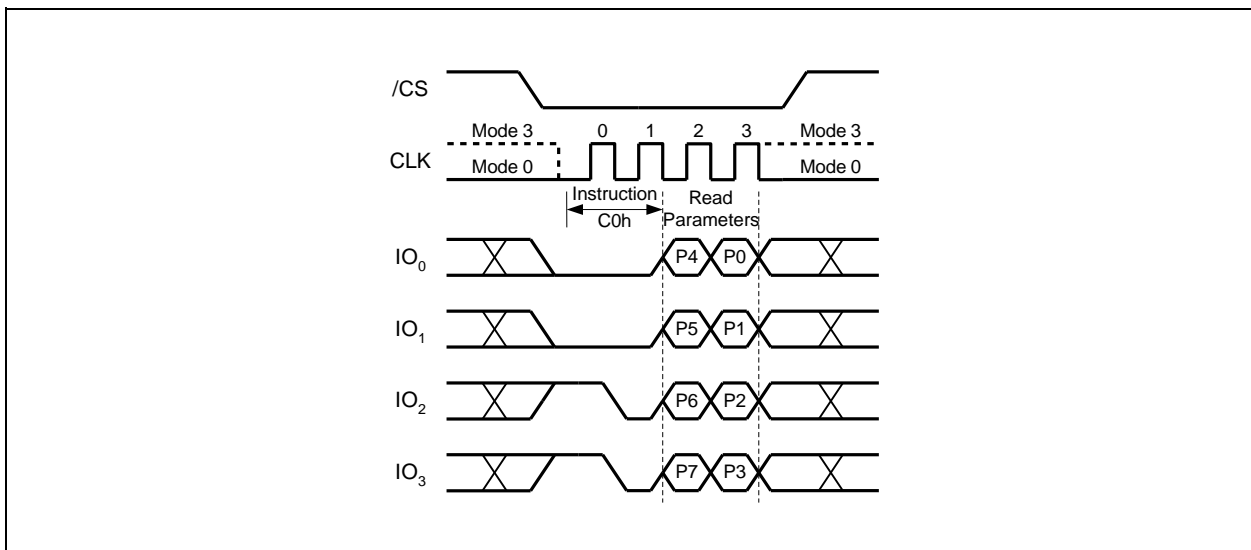 /CS
Mode 3 0 1 2 3 Mode 3
CLK Mode 0 Mode 0
Instruction Read
C0h Parameters
IO0 P4 P0
IO1 P5 P1
IO2 P6 P2
IO3 P7 P3